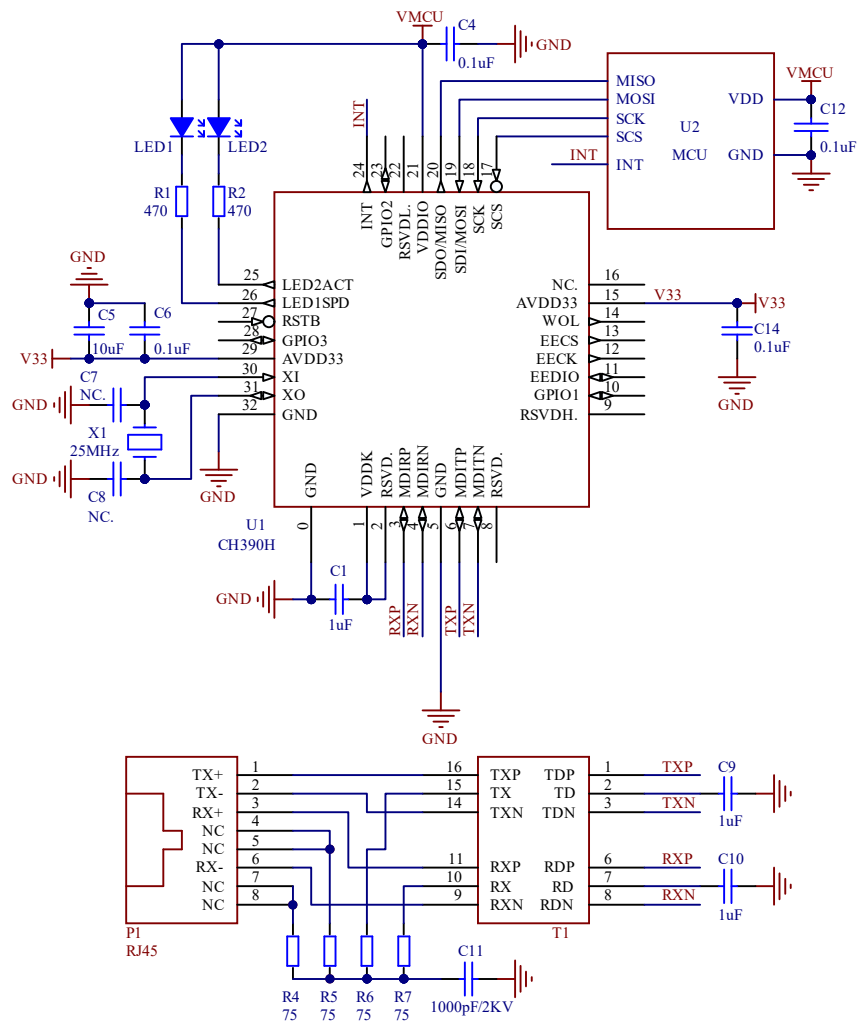 VMCU
C4
GND
0.1uF
MISO
MOSI
SCK
SCS
INT
U2
MCU
VDD
GND
VMCU
C12
0.1uF
INT
INT
LED1
LED2
R1
470
R2
470
24
23
22
21
20
19
18
17
INT
GPIO2
RSVDL.
VDDIO
SDO/MISO
SDI/MOSI
SCK
SCS
GND
C5
10uF
C6
0.1uF
V33
25
LED2ACT
26
LED1SPD
27
RSTB
28
GPIO3
29
AVDD33
30
XI
31
XO
32
GND
NC.
16
AVDD33
15
WOL
14
EECS
13
EECK
12
EEDIO
11
GPIO1
10
RSVDH.
9
V33
V33
C14
0.1uF
GND
C7
NC.
GND
X1
25MHz
GND
C8
NC.
GND
GND
VDDK
RSVD.
MDIRP
MDIRN
GND
MDITP
MDITN
RSVD.
0
1
2
3
4
5
6
7
8
U1
CH390H
GND
C1
1uF
RXP
RXN
TXP
TXN
GND
TX+
1
TX-
2
RX+
3
NC
4
NC
5
RX-
6
NC
7
NC
8
P1
RJ45
16
TXP
15
TX
14
TXN
11
RXP
10
RX
9
RXN
TDP
1
TXP
TD
2
TDN
3
TXN
RDP
6
RXP
RD
7
RDN
8
RXN
T1
C9
1uF
C10
1uF
R4
75
R5
75
R6
75
R7
75
C11
1000pF/2KV